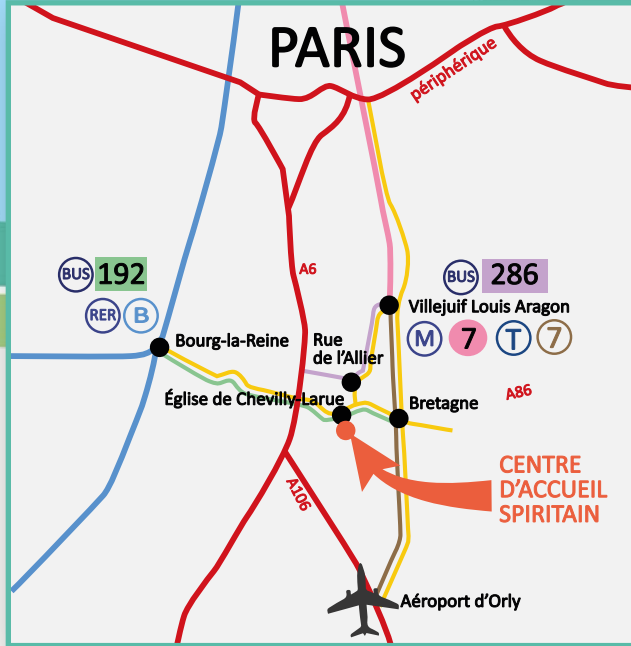 PARIS
périphérique
A6
BUS 192
RER B
BUS 286
Villejuif Louis Aragon
M 7 T 7
Bourg-la-Reine
Rue
de l'Allier
Église de Chevilly-Larue
Bretagne
A86
CENTRE
D'ACCUEIL
SPIRITAIN
A106
Aéroport d'Orly